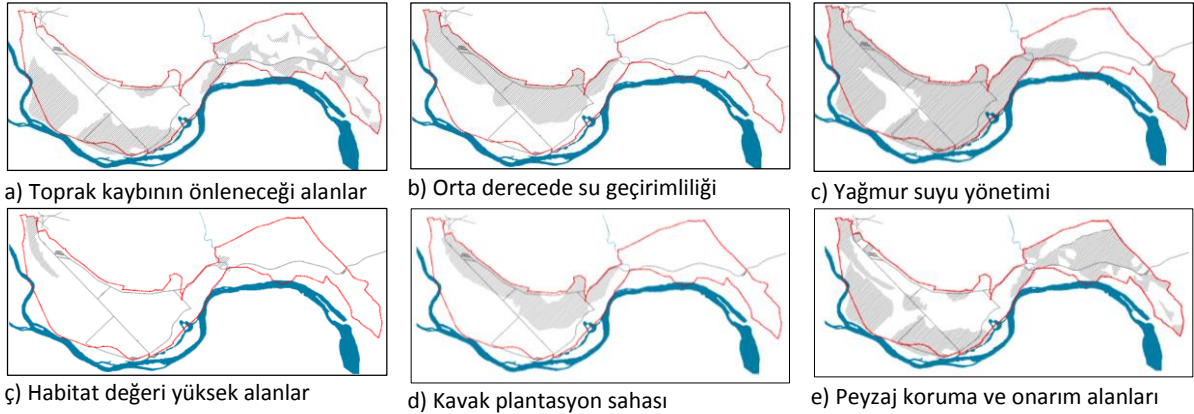 a) Toprak kaybının önleneceği alanlar
b) Orta derecede su geçirimliliği
c) Yağmur suyu yönetimi
ç) Habitat değeri yüksek alanlar
d) Kavak plantasyon sahası
e) Peyzaj koruma ve onarım alanları